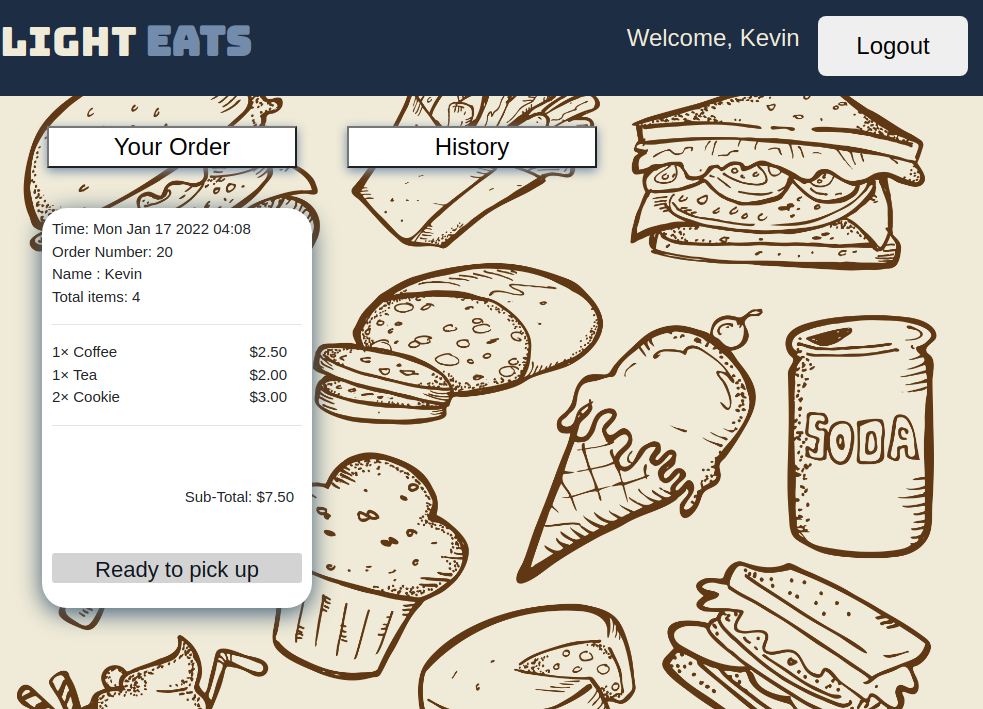 LIGHT EATS
Welcome, Kevin
Logout
Your Order
History
Time: Mon Jan 17 2022 04:08
Order Number: 20
Name : Kevin
Total items: 4
1× Coffee $2.50
1× Tea $2.00
2× Cookie $3.00
Sub-Total: $7.50
Ready to pick up
SODA